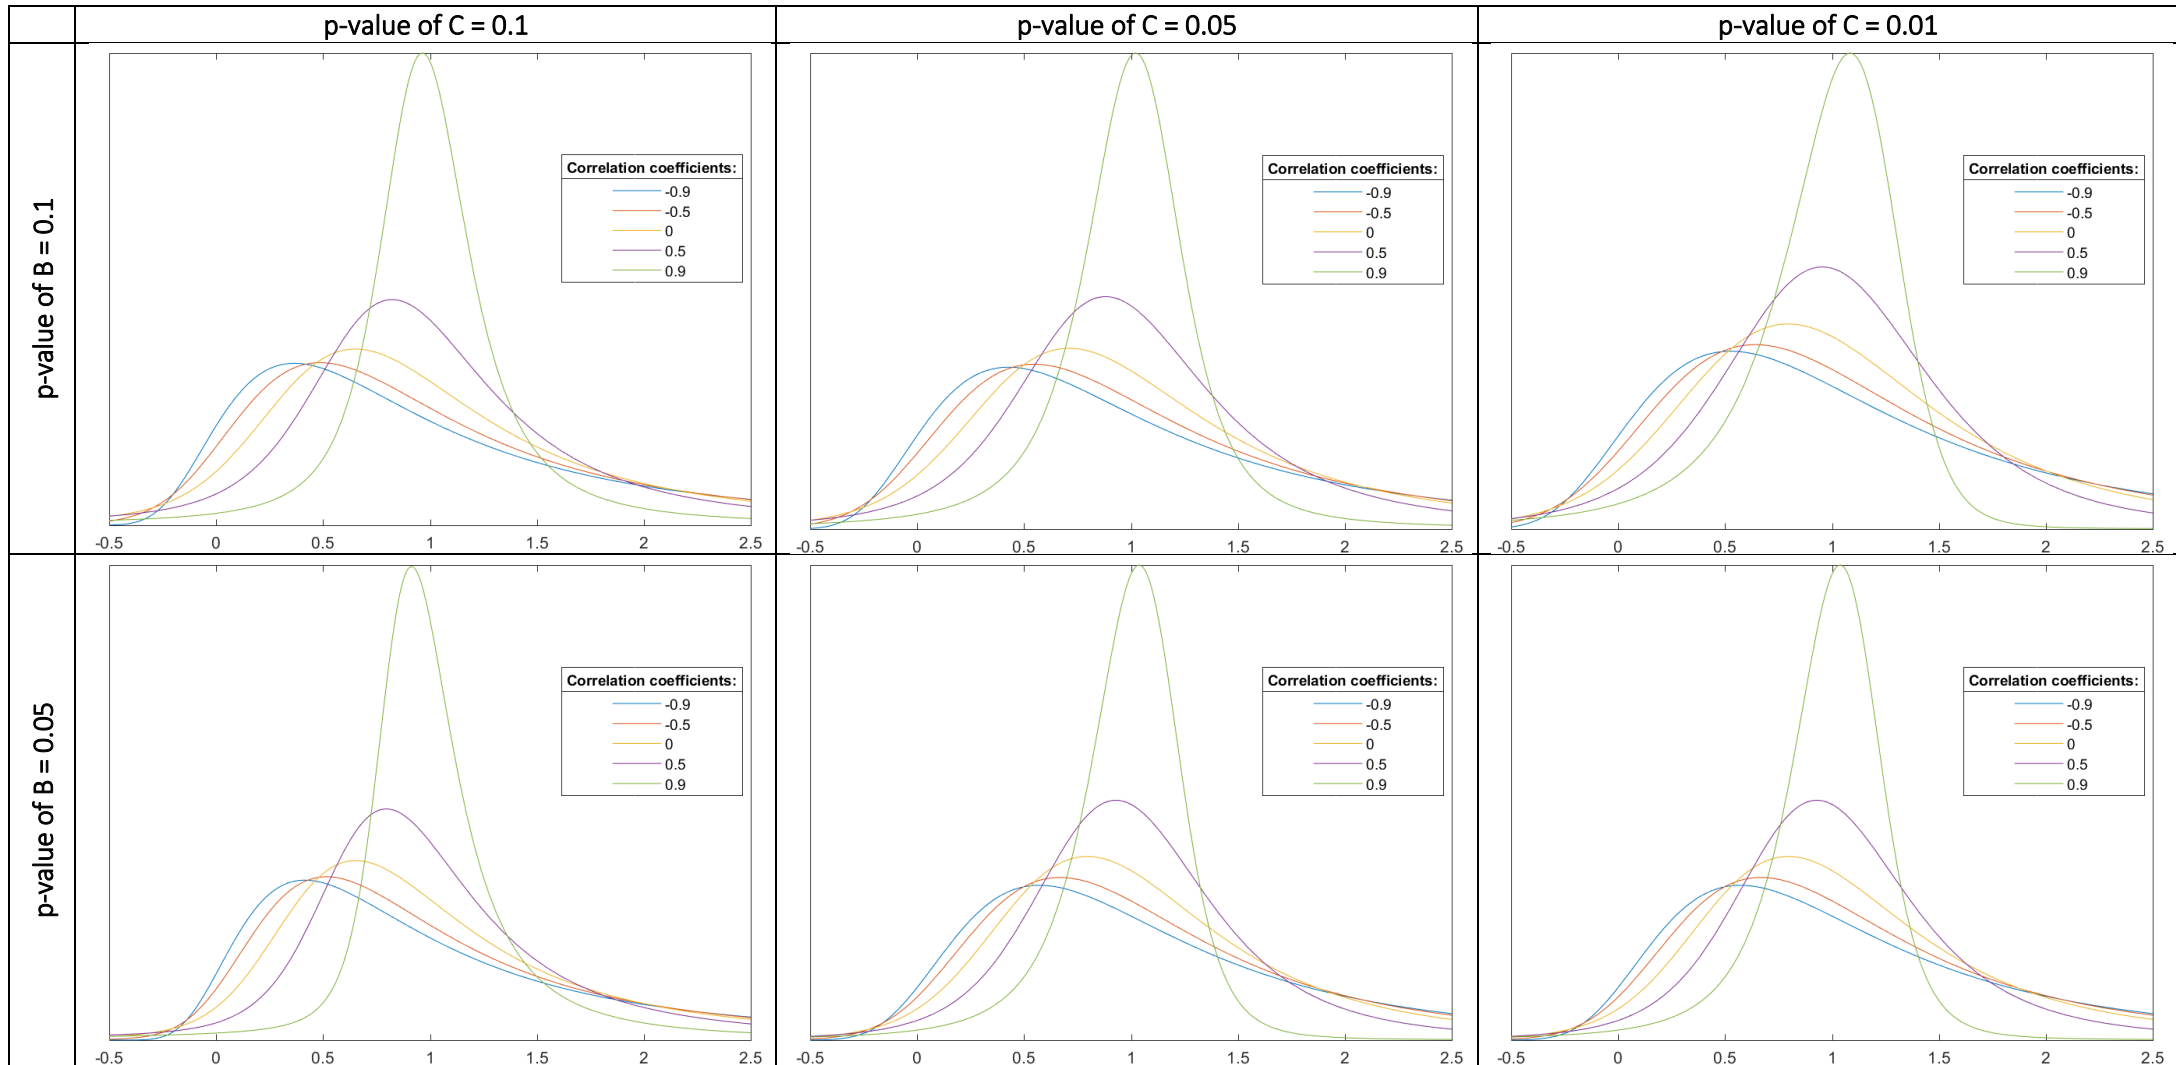 p-value of C = 0.1
p-value of C = 0.05
p-value of C = 0.01
p-value of B = 0.1
Correlation coefficients:
-0.9
-0.5
0
0.5
0.9
-0.5 0 0.5 1 1.5 2 2.5
Correlation coefficients:
-0.9
-0.5
0
0.5
0.9
-0.5 0 0.5 1 1.5 2 2.5
Correlation coefficients:
-0.9
-0.5
0
0.5
0.9
-0.5 0 0.5 1 1.5 2 2.5
p-value of B = 0.05
Correlation coefficients:
-0.9
-0.5
0
0.5
0.9
-0.5 0 0.5 1 1.5 2 2.5
Correlation coefficients:
-0.9
-0.5
0
0.5
0.9
-0.5 0 0.5 1 1.5 2 2.5
Correlation coefficients:
-0.9
-0.5
0
0.5
0.9
-0.5 0 0.5 1 1.5 2 2.5